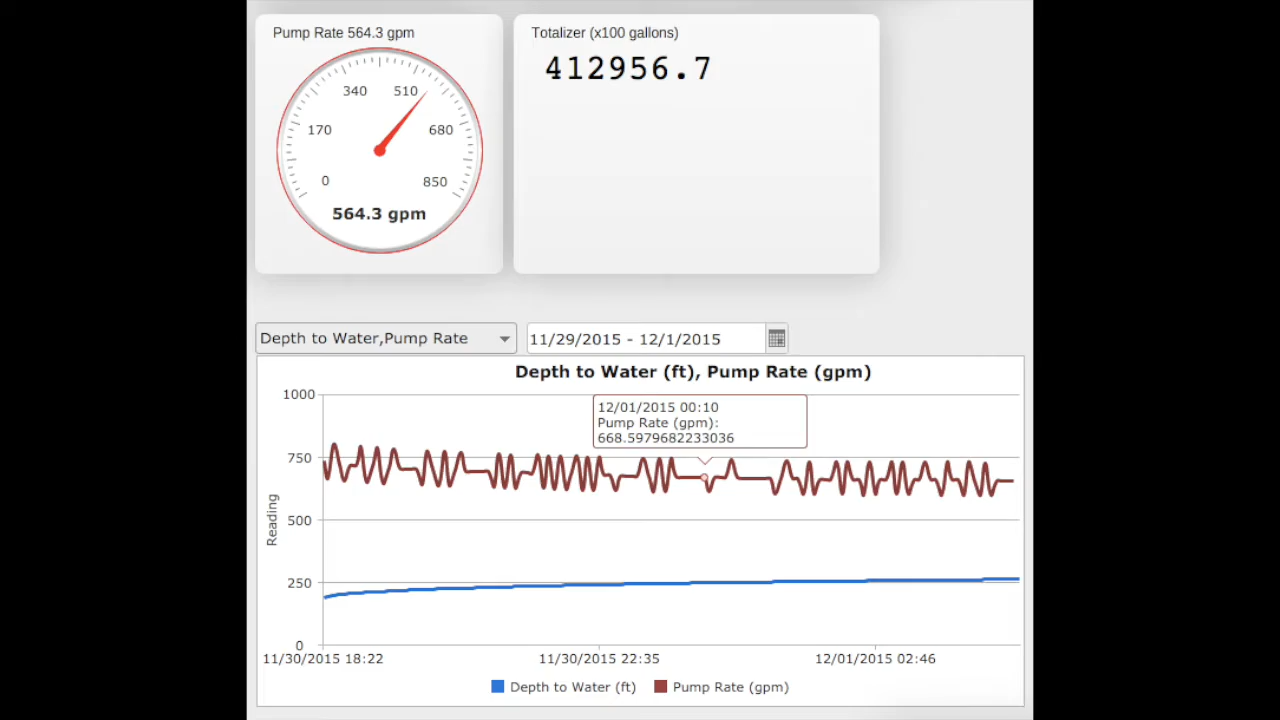 Pump Rate 564.3 gpm
340 510
170 680
0 850
564.3 gpm
Totalizer (x100 gallons)
412956.7
Depth to Water,Pump Rate
11/29/2015 - 12/1/2015
Depth to Water (ft), Pump Rate (gpm)
1000
750
500
250
0
Reading
12/01/2015 00:10
Pump Rate (gpm):
668.5979682233036
11/30/2015 18:22 11/30/2015 22:35 12/01/2015 02:46
Depth to Water (ft) Pump Rate (gpm)